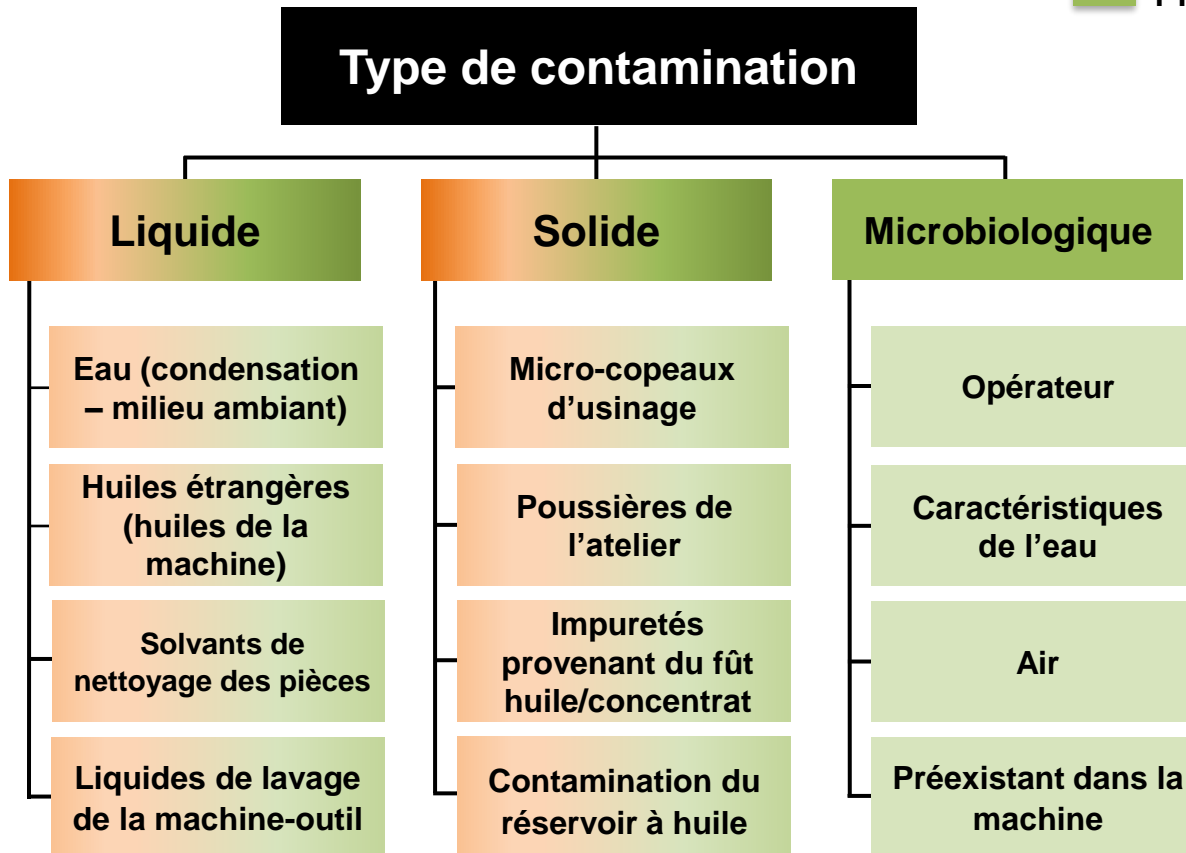 Type de contamination
Liquide
Eau (condensation
– milieu ambiant)
Huiles étrangères
(huiles de la
machine)
Solvants de
nettoyage des pièces
Liquides de lavage
de la machine-outil
Solide
Micro-copeaux
d’usinage
Poussières de
l’atelier
Impuretés
provenant du fût
huile/concentrat
Contamination du
réservoir à huile
Microbiologique
Opérateur
Caractéristiques
de l’eau
Air
Préexistant dans la
machine